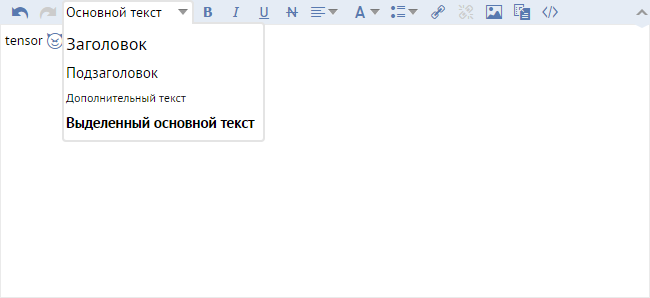 Основной текст B I U N A
tensor
Заголовок
Подзаголовок
Дополнительный текст
Выделенный основной текст